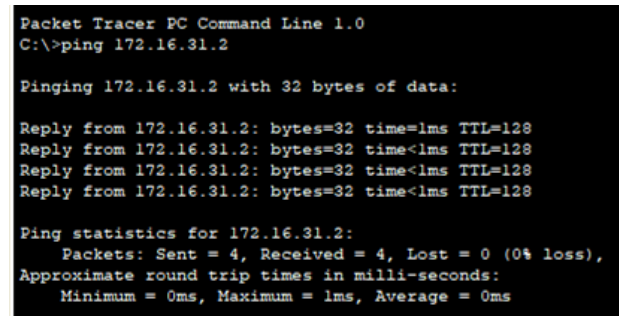 Packet Tracer PC Command Line 1.0
C:\>ping 172.16.31.2
Pinging 172.16.31.2 with 32 bytes of data:
Reply from 172.16.31.2: bytes=32 time=1ms TTL=128
Reply from 172.16.31.2: bytes=32 time<1ms TTL=128
Reply from 172.16.31.2: bytes=32 time<1ms TTL=128
Reply from 172.16.31.2: bytes=32 time<1ms TTL=128
Ping statistics for 172.16.31.2:
Packets: Sent = 4, Received = 4, Lost = 0 (0% loss),
Approximate round trip times in milli-seconds:
Minimum = 0ms, Maximum = 1ms, Average = 0ms